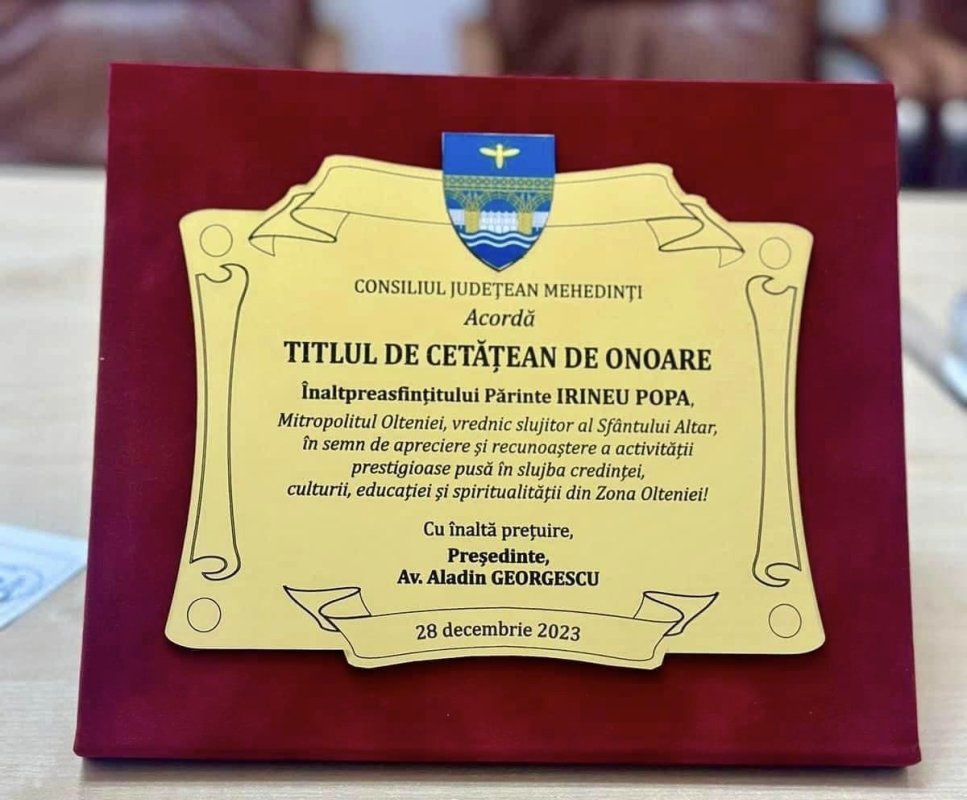 CONSILIUL JUDEȚEAN MEHEDINȚI
Acordă
TITLUL DE CETĂȚEAN DE ONOARE
Înaltpreasfințitului Părinte IRINEU POPA,
Mitropolitul Olteniei, vrednic slujitor al Sfântului Altar,
în semn de apreciere și recunoaștere a activității
prestigioase pusă în slujba credinței,
culturii, educației și spiritualității din Zona Olteniei!
Cu înaltă prețuire,
Președinte,
Av. Aladin GEORGESCU
28 decembrie 2023